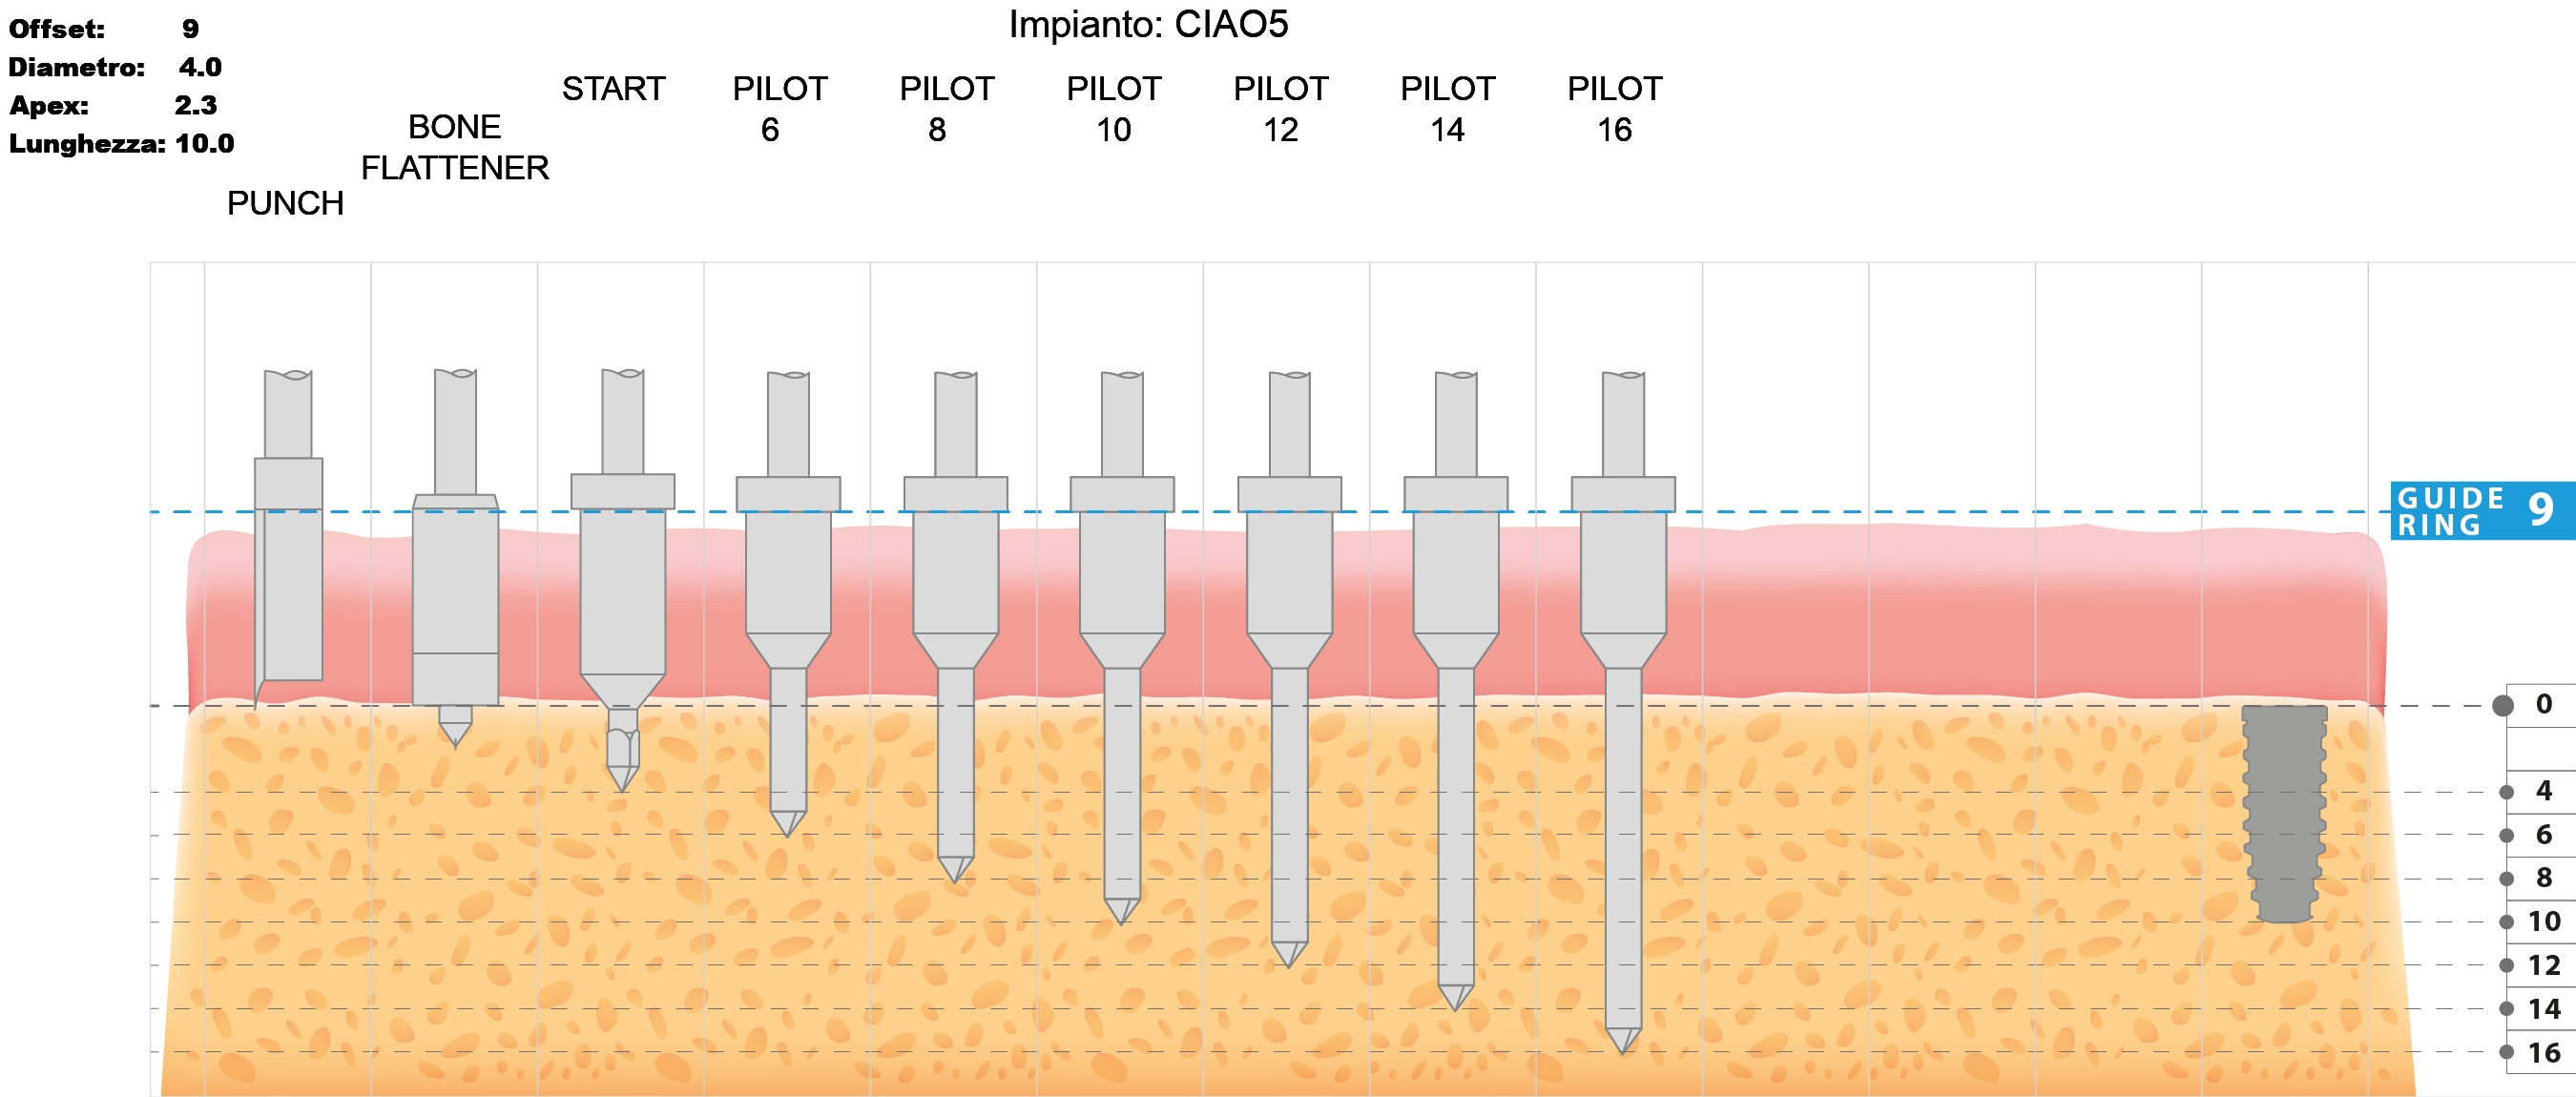 Impianto: CIAO5
Offset: 9
Diametro: 4.0
Apex: 2.3
Lunghezza: 10.0
PUNCH
BONE
FLATTENER
START
PILOT
6
PILOT
8
PILOT
10
PILOT
12
PILOT
14
PILOT
16
GUIDE
RING 9
0
4
6
8
10
12
14
16